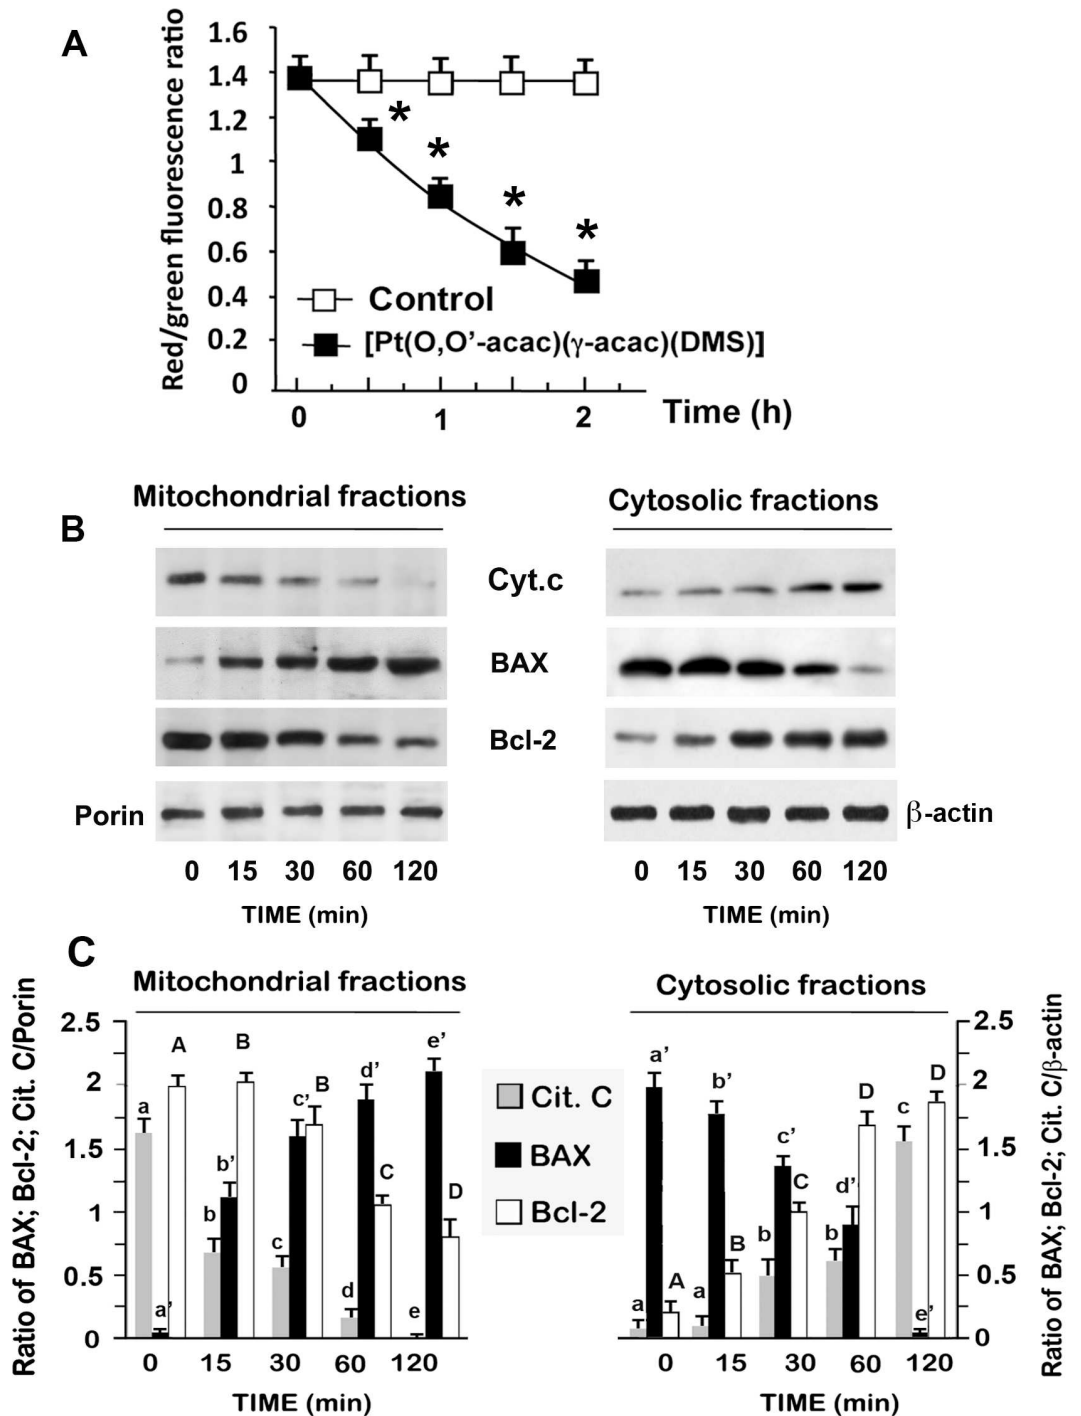 A
Red/green fluorescence ratio
1.6
1.4
1.2
1
0.8
0.6
0.4
0.2
0
* * * *
Control
[Pt(O,O’-acac)(γ-acac)(DMS)]
0 1 2 Time (h)
B
Mitochondrial fractions
Cytosolic fractions
Cyt.c
BAX
Bcl-2
Porin
β-actin
0 15 30 60 120
TIME (min)
0 15 30 60 120
TIME (min)
C
Mitochondrial fractions
Ratio of BAX; Bcl-2; Cit. C/Porin
2.5
2
1.5
1
0.5
0
a a’ A
b b’ B
c c’ B
d d’ C
e e’ D
0 15 30 60 120
TIME (min)
Cit. C
BAX
Bcl-2
Cytosolic fractions
a a’ A
a b’ B
b c’ C
b d’ D
c e’ D
2.5
2
1.5
1
0.5
0
Ratio of BAX; Bcl-2; Cit. C/β-actin
0 15 30 60 120
TIME (min)